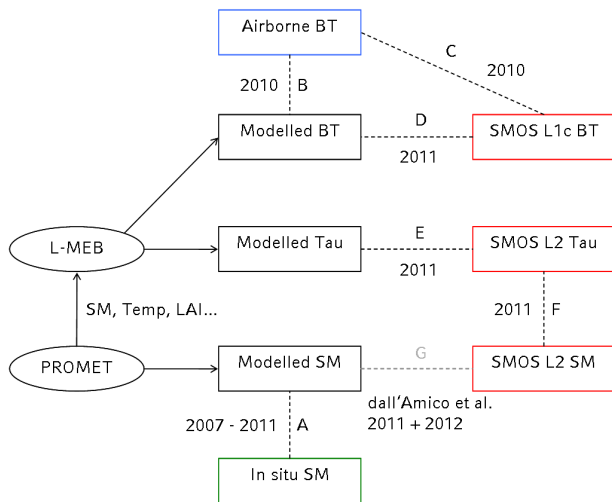 Airborne BT
C
2010
2010 B
Modelled BT
D
SMOS L1c BT
2011
L-MEB
Modelled Tau
E
SMOS L2 Tau
2011
SM, Temp, LAI...
2011 F
PROMET
Modelled SM
G
SMOS L2 SM
dall'Amico et al.
2011 + 2012
2007 - 2011 A
In situ SM